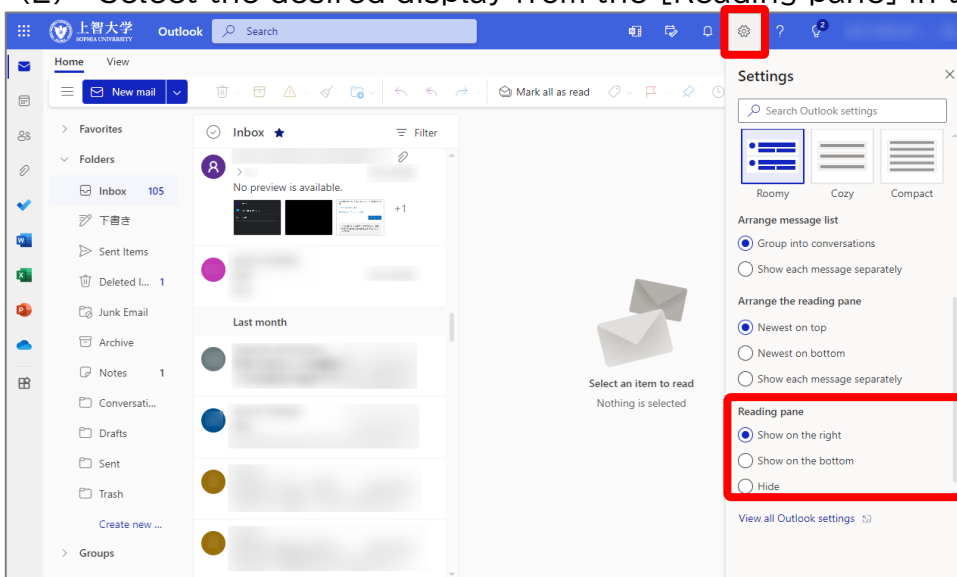 (2) Select the desired display from the [Reading pane] in t
上智大学
SOPHIA UNIVERSITY
Outlook
Search
?
2
Home View
New mail
Mark all as read
Settings
Search Outlook settings
Roomy Cozy Compact
Arrange message list
Group into conversations
Show each message separately
Arrange the reading pane
Newest on top
Newest on bottom
Show each message separately
Reading pane
Show on the right
Show on the bottom
Hide
View all Outlook settings
Favorites
Folders
Inbox 105
下書き
Sent Items
Deleted I... 1
Junk Email
Archive
Notes 1
Conversati...
Drafts
Sent
Trash
Create new ...
Groups
Inbox
Filter
R
No preview is available.
+1
Last month
Select an item to read
Nothing is selected